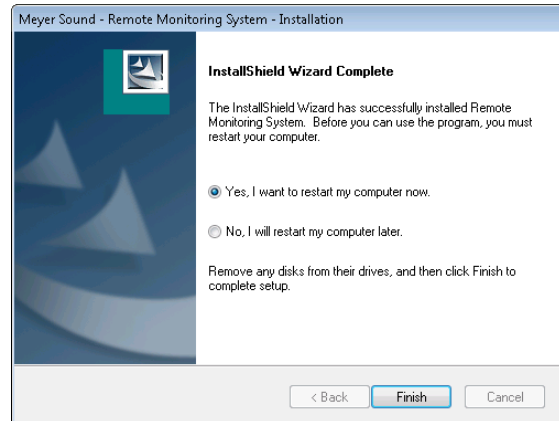 Meyer Sound - Remote Monitoring System - Installation
InstallShield Wizard Complete
The InstallShield Wizard has successfully installed Remote
Monitoring System.  Before you can use the program, you must
restart your computer.
Yes, I want to restart my computer now.
No, I will restart my computer later.
Remove any disks from their drives, and then click Finish to
complete setup.
< Back
Finish
Cancel